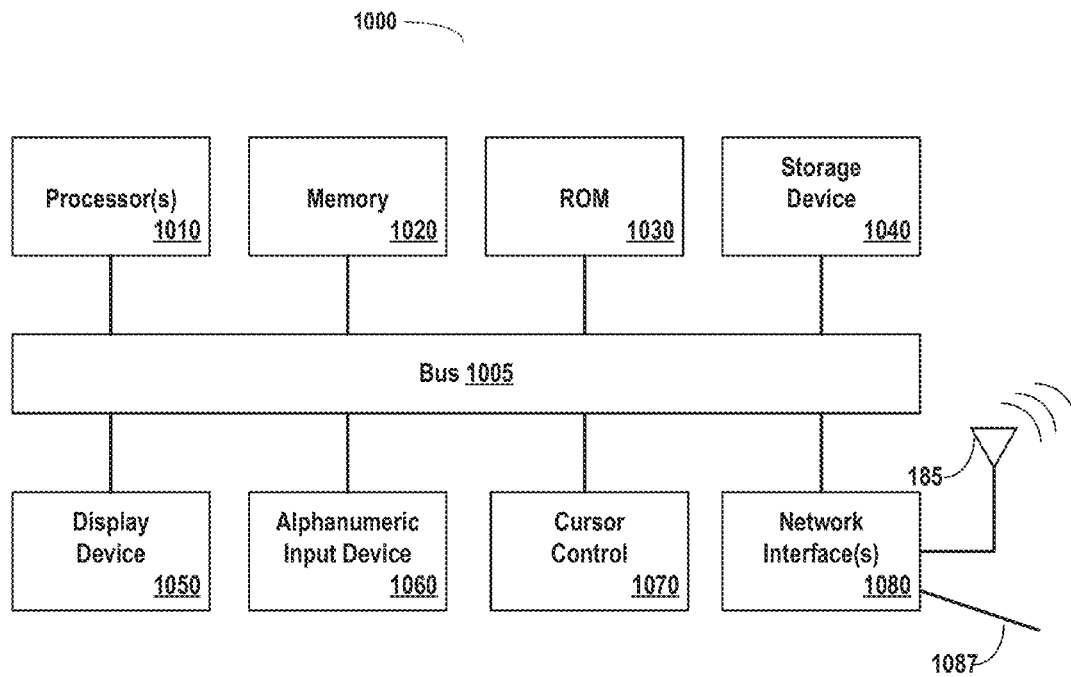 1000
Processor(s)
1010
Memory
1020
ROM
1030
Storage
Device
1040
Bus 1005
185
Display
Device
1050
Alphanumeric
Input Device
1060
Cursor
Control
1070
Network
Interface(s)
1080
1087